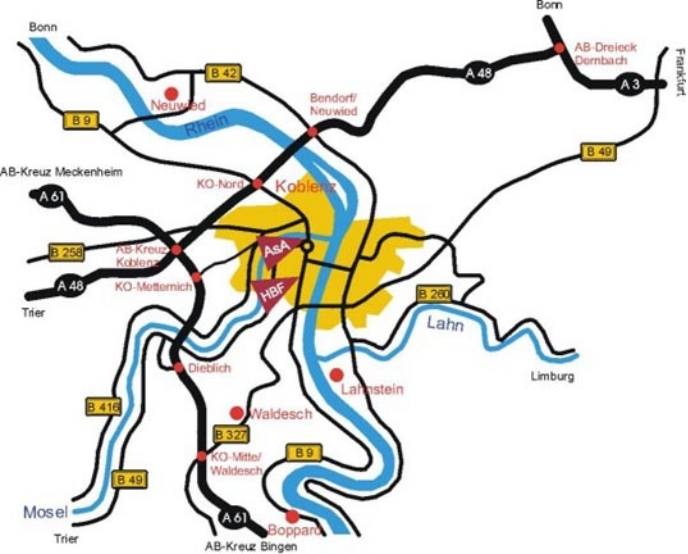 Bonn
Bonn
AB-Dreieck
Dernbach
Frankfurt
B 42
A 48
A 3
Neuwied
Bendorf/
Neuwied
B 9
Rhein
B 49
AB-Kreuz Meckenheim
KO-Nord
Koblenz
A 61
AsA
B 258
AB-Kreuz
Koblenz
A 48
KO-Metternich
HBF
B 260
Trier
Lahn
Dieblich
Limburg
Lahnstein
B 416
Waldesch
B 327
B 9
KO-Mitte/
Waldesch
B 49
Mosel
A 61
Boppard
Trier
AB-Kreuz Bingen